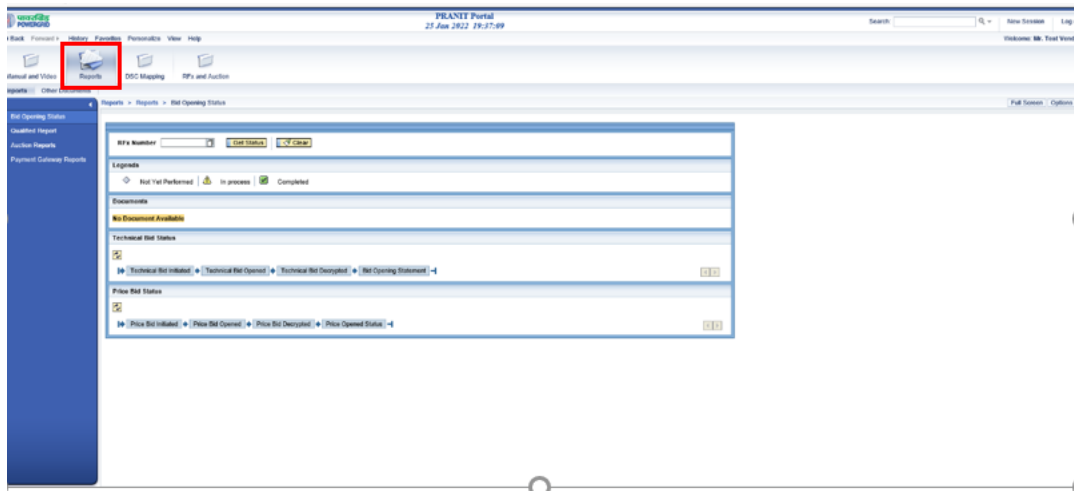 पावरग्रिड
POWERGRID
PRANIT Portal
25 Jan 2022 19:37:09
Search:
New Session
Log
Back Forward History Favorites Personalize View Help
Welcome: Mr. Test Vend
Manual and Video
Reports
DSC Mapping
RFx and Auction
Reports Other Documents
Reports > Reports > Bid Opening Status
Full Screen Options
Bid Opening Status
Qualified Report
Auction Reports
Payment Gateway Reports
RFx Number
Get Status
Clear
Legends
Not Yet Performed
In process
Completed
Documents
No Document Available
Technical Bid Status
Technical Bid Initiated
Technical Bid Opened
Technical Bid Decrypted
Bid Opening Statement
Price Bid Status
Price Bid Initiated
Price Bid Opened
Price Bid Decrypted
Price Opened Status